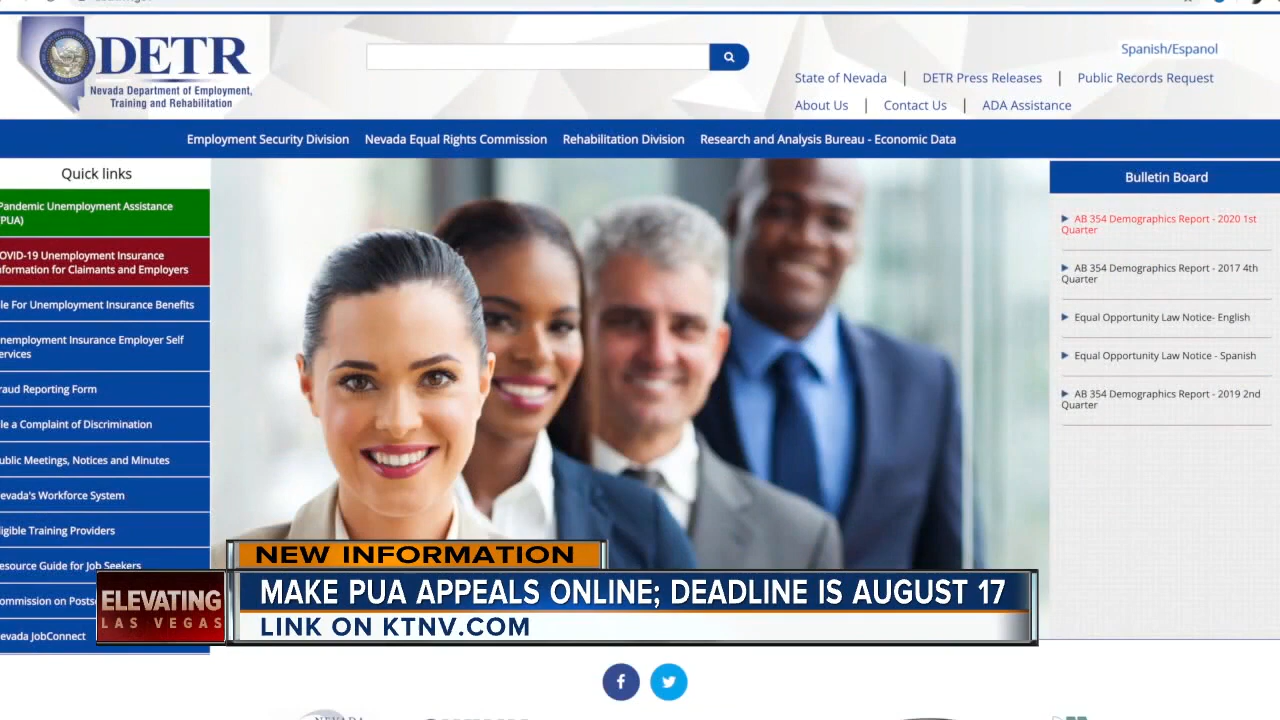 DETR
Nevada Department of Employment,
Training and Rehabilitation
Spanish/Espanol
State of Nevada | DETR Press Releases | Public Records Request
About Us | Contact Us | ADA Assistance
Employment Security Division Nevada Equal Rights Commission Rehabilitation Division Research and Analysis Bureau - Economic Data
Quick links
Pandemic Unemployment Assistance
(PUA)
OVID-19 Unemployment Insurance
nformation for Claimants and Employers
le For Unemployment Insurance Benefits
nemployment Insurance Employer Self
ervices
raud Reporting Form
le a Complaint of Discrimination
ublic Meetings, Notices and Minutes
evada's Workforce System
ligible Training Providers
esource Guide for Job Seekers
ommission on Posts
evada JobConnect
Bulletin Board
AB 354 Demographics Report - 2020 1st
Quarter
AB 354 Demographics Report - 2017 4th
Quarter
Equal Opportunity Law Notice- English
Equal Opportunity Law Notice - Spanish
AB 354 Demographics Report - 2019 2nd
Quarter
NEW INFORMATION
ELEVATING
LAS VEGAS
MAKE PUA APPEALS ONLINE; DEADLINE IS AUGUST 17
LINK ON KTNV.COM